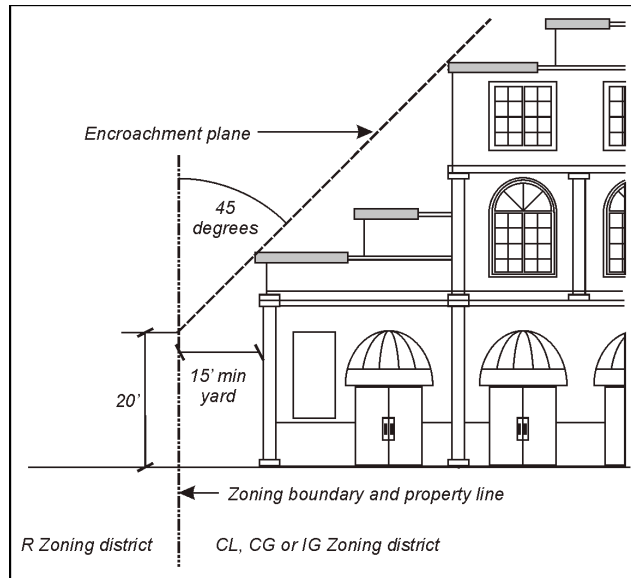 Encroachment plane
45
degrees
15' min
yard
20'
Zoning boundary and property line
R Zoning district
CL, CG or IG Zoning district